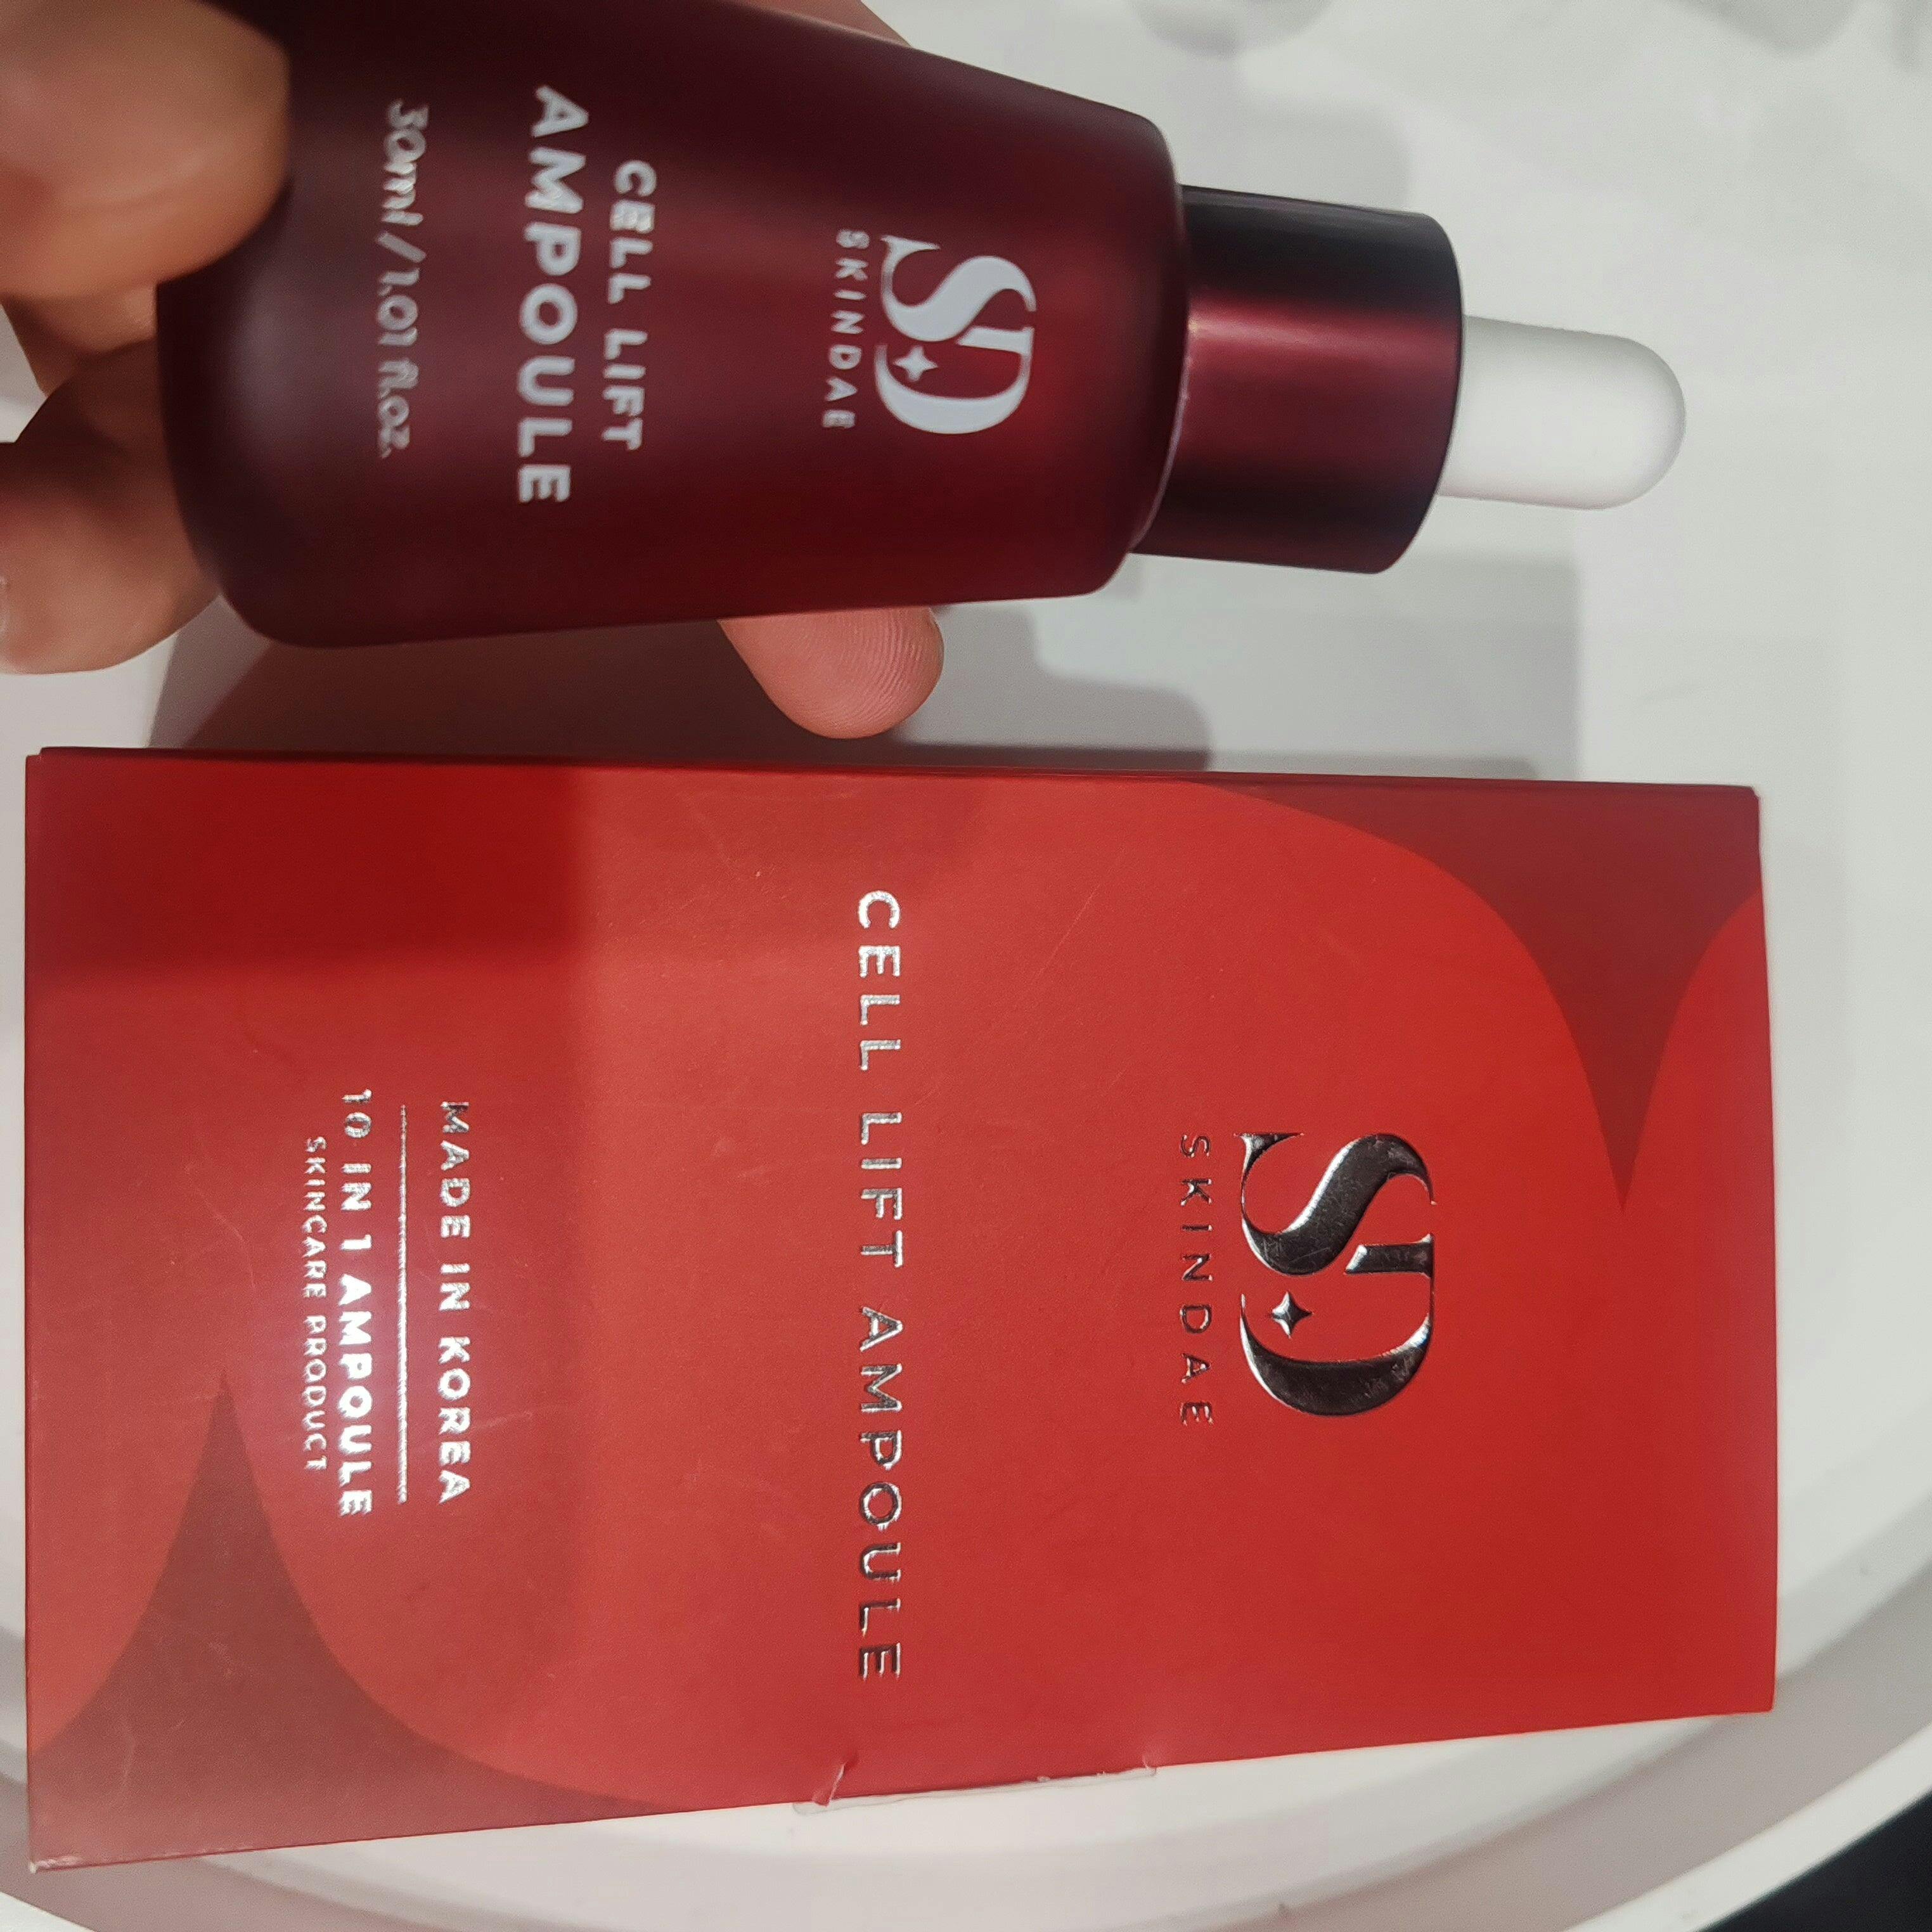 SD
SKINDAE
CELL LIFT
AMPOULE
30ml/1.01 fl.oz.
SD
SKINDAE
CELL LIFT AMPOULE
MADE IN KOREA
10 IN 1 AMPOULE
SKINCARE PRODUCT